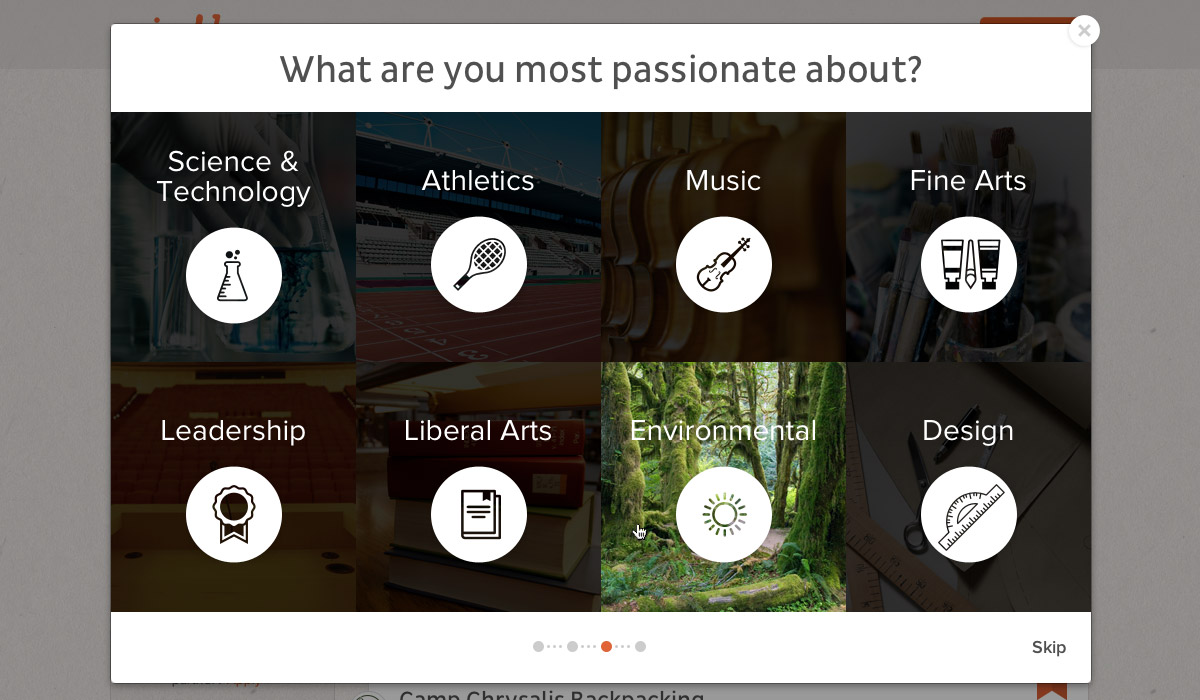 What are you most passionate about?
Science &
Technology
Athletics
Music
Fine Arts
Leadership
Liberal Arts
Environmental
Design
Skip
Camp Chrysalis Backpacking